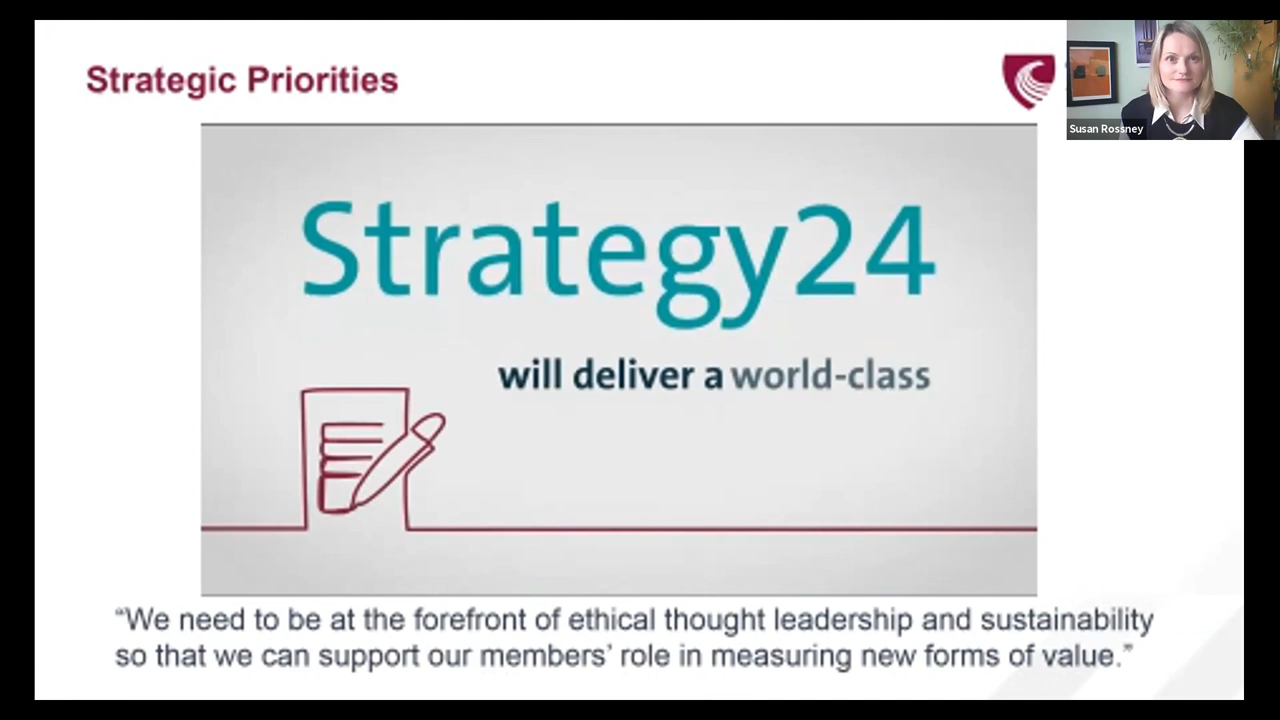 Strategic Priorities
Susan Rossney
Strategy24
will deliver a world-class
“We need to be at the forefront of ethical thought leadership and sustainability
so that we can support our members’ role in measuring new forms of value.”